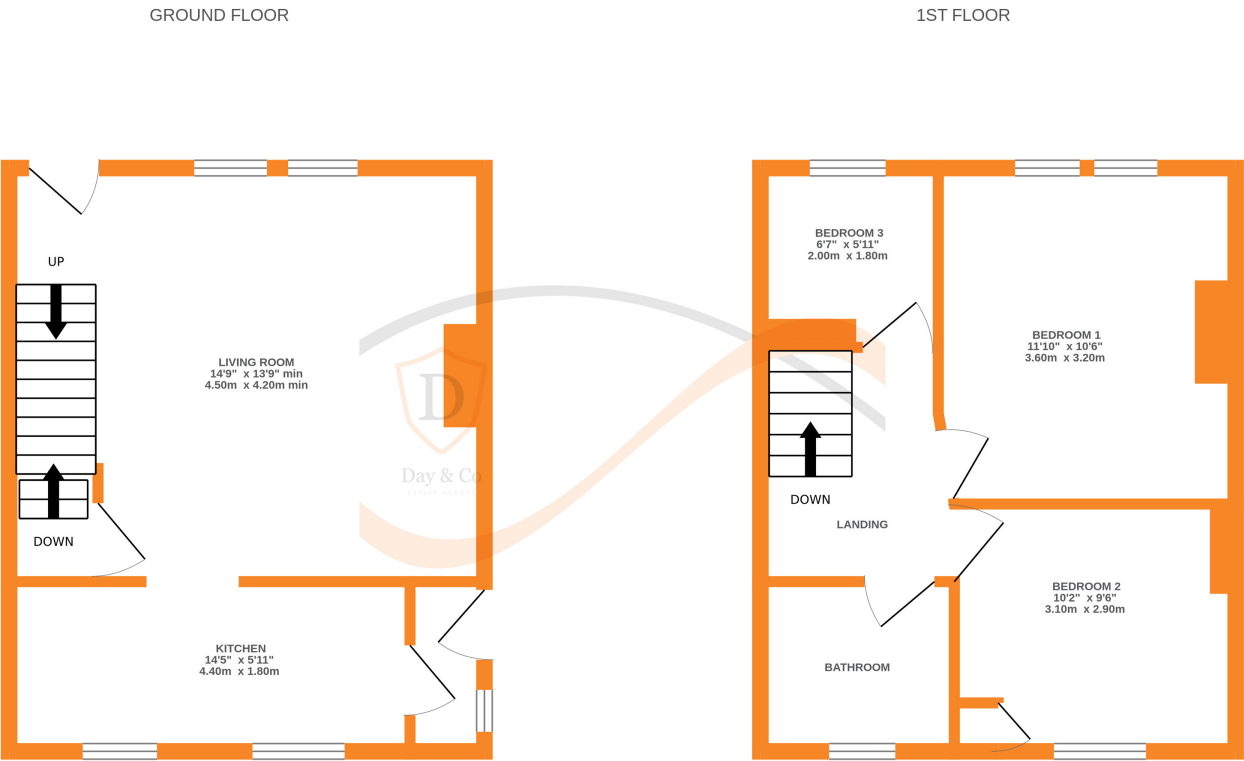 GROUND FLOOR
1ST FLOOR
UP
LIVING ROOM
14'9" x 13'9" min
4.50m x 4.20m min
DOWN
KITCHEN
14'5" x 5'11"
4.40m x 1.80m
D
Day & Co
ESTATE AGENTS
BEDROOM 3
6'7" x 5'11"
2.00m x 1.80m
BEDROOM 1
11'10" x 10'6"
3.60m x 3.20m
DOWN
LANDING
BEDROOM 2
10'2" x 9'6"
3.10m x 2.90m
BATHROOM